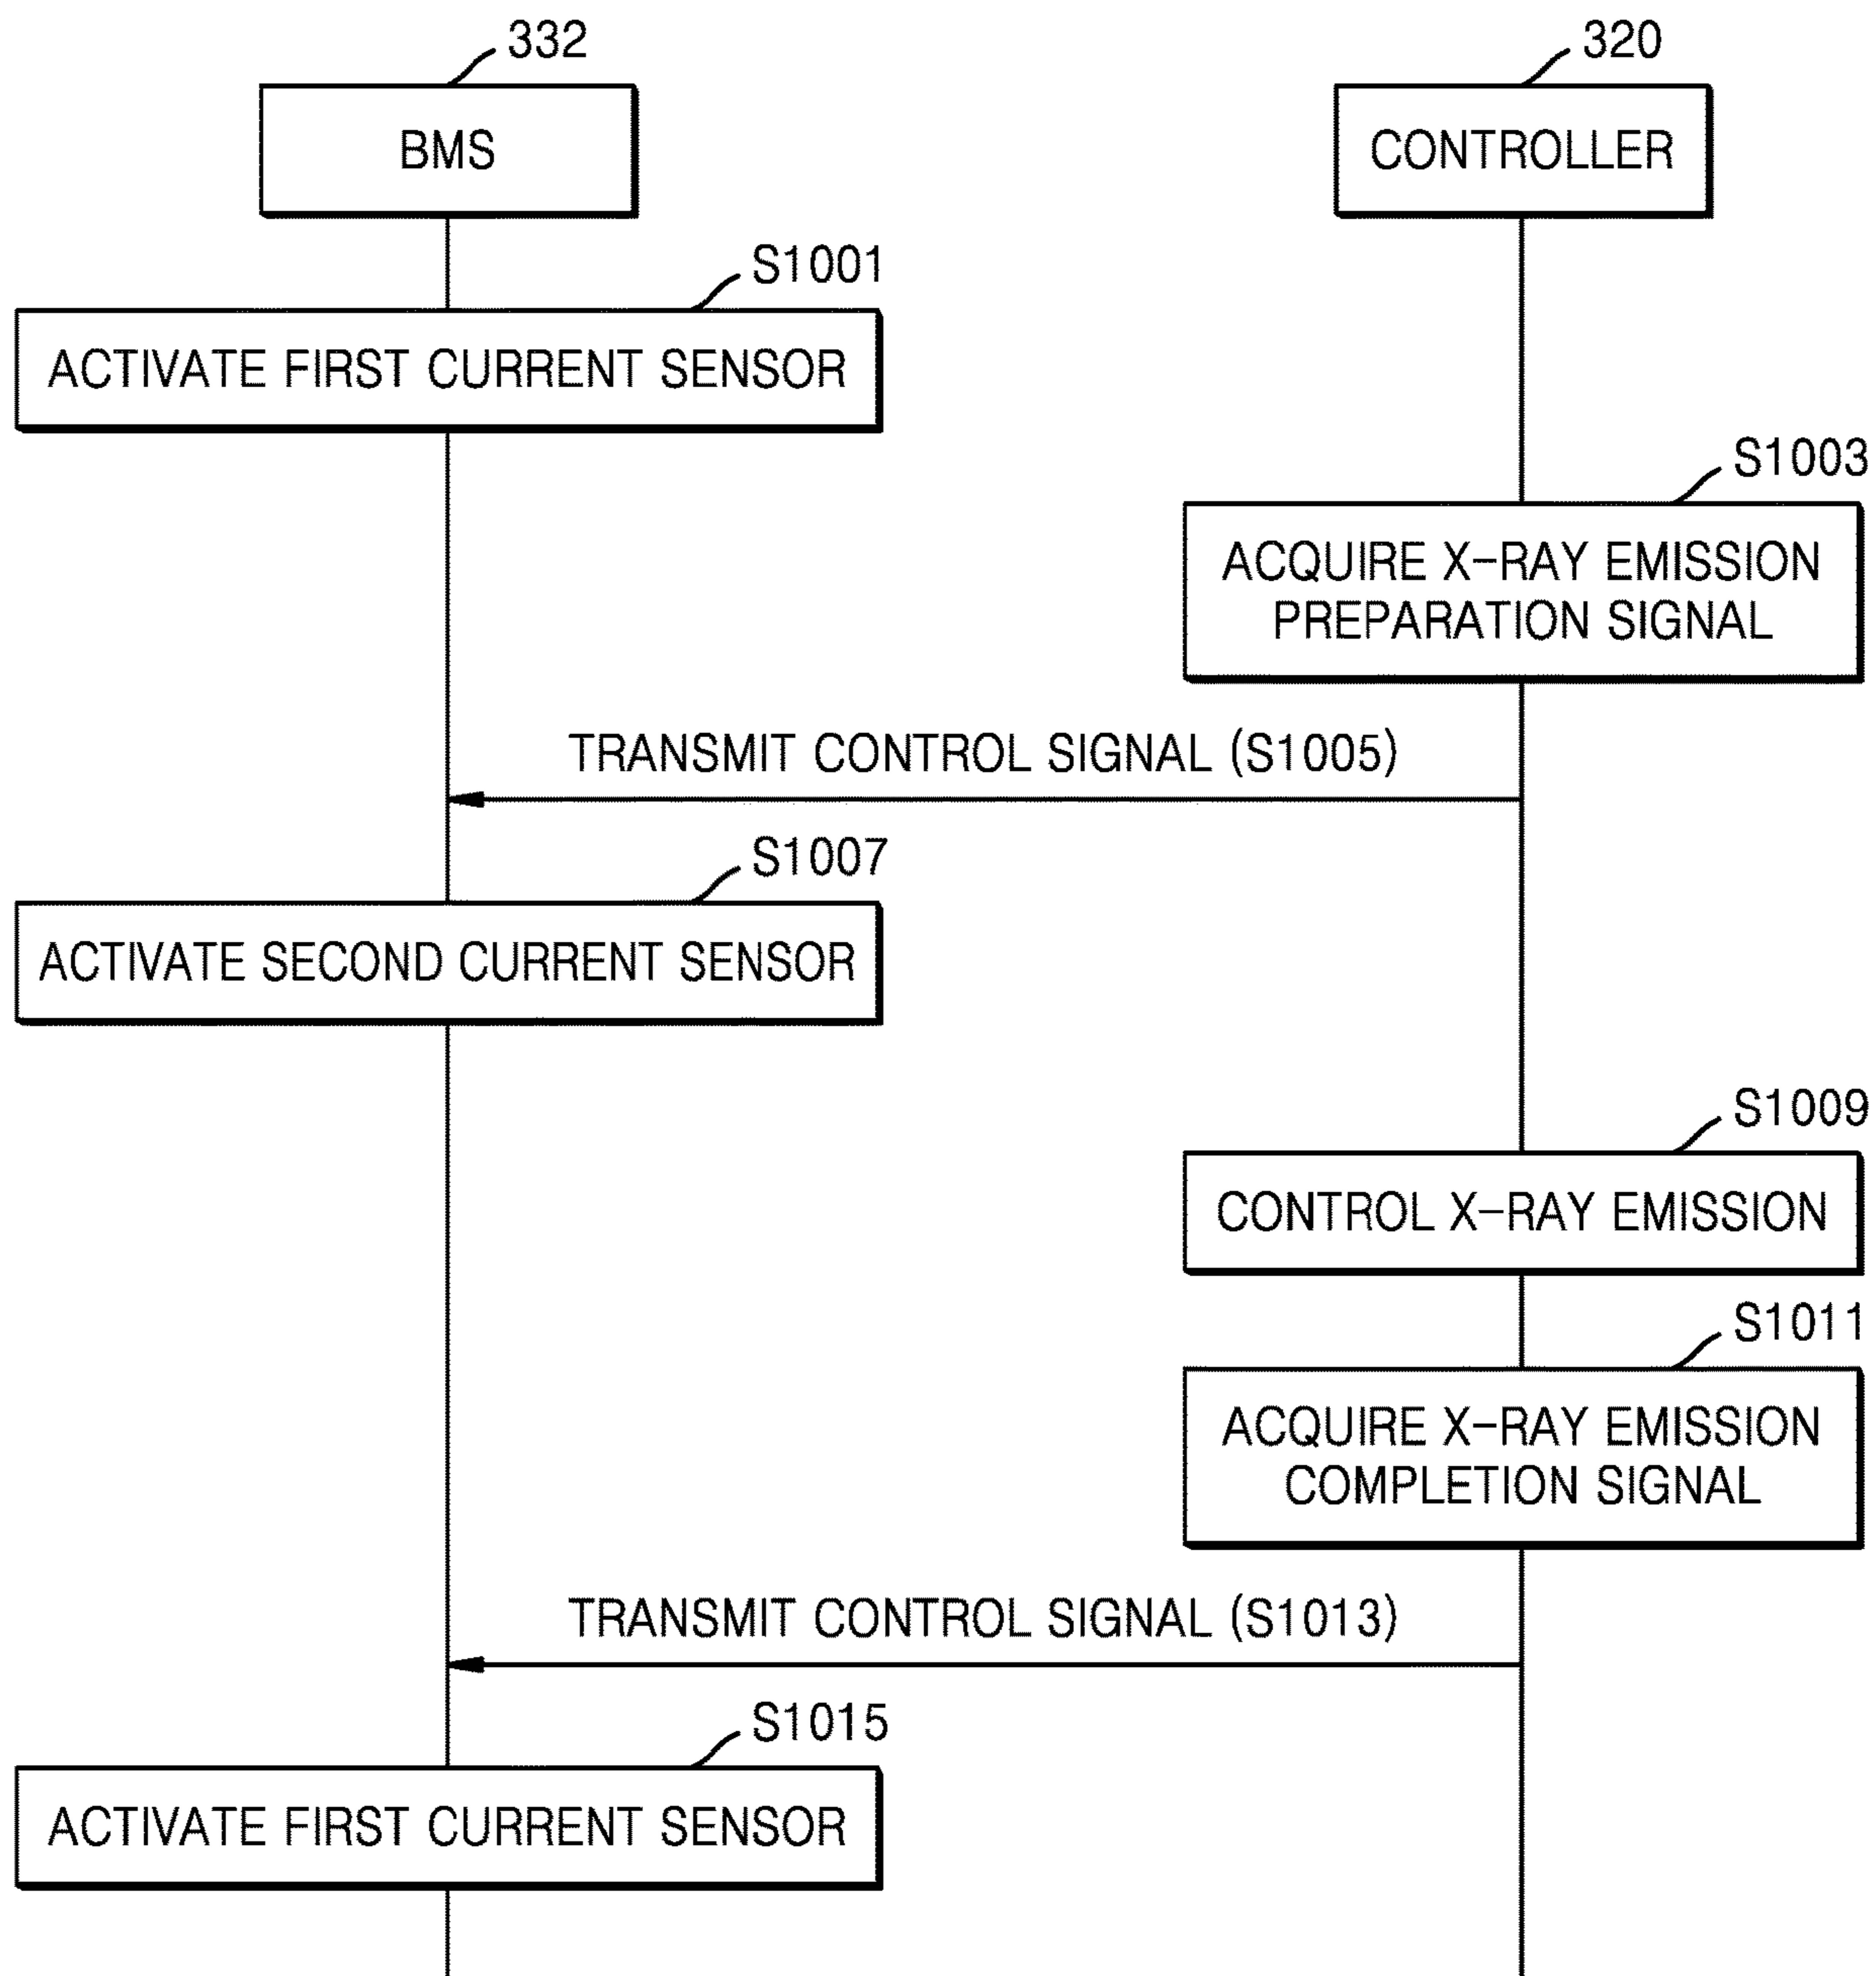 332
320
BMS
CONTROLLER
S1001
ACTIVATE FIRST CURRENT SENSOR
S1003
ACQUIRE X-RAY EMISSION
PREPARATION SIGNAL
TRANSMIT CONTROL SIGNAL (S1005)
S1007
ACTIVATE SECOND CURRENT SENSOR
S1009
CONTROL X-RAY EMISSION
S1011
ACQUIRE X-RAY EMISSION
COMPLETION SIGNAL
TRANSMIT CONTROL SIGNAL (S1013)
S1015
ACTIVATE FIRST CURRENT SENSOR